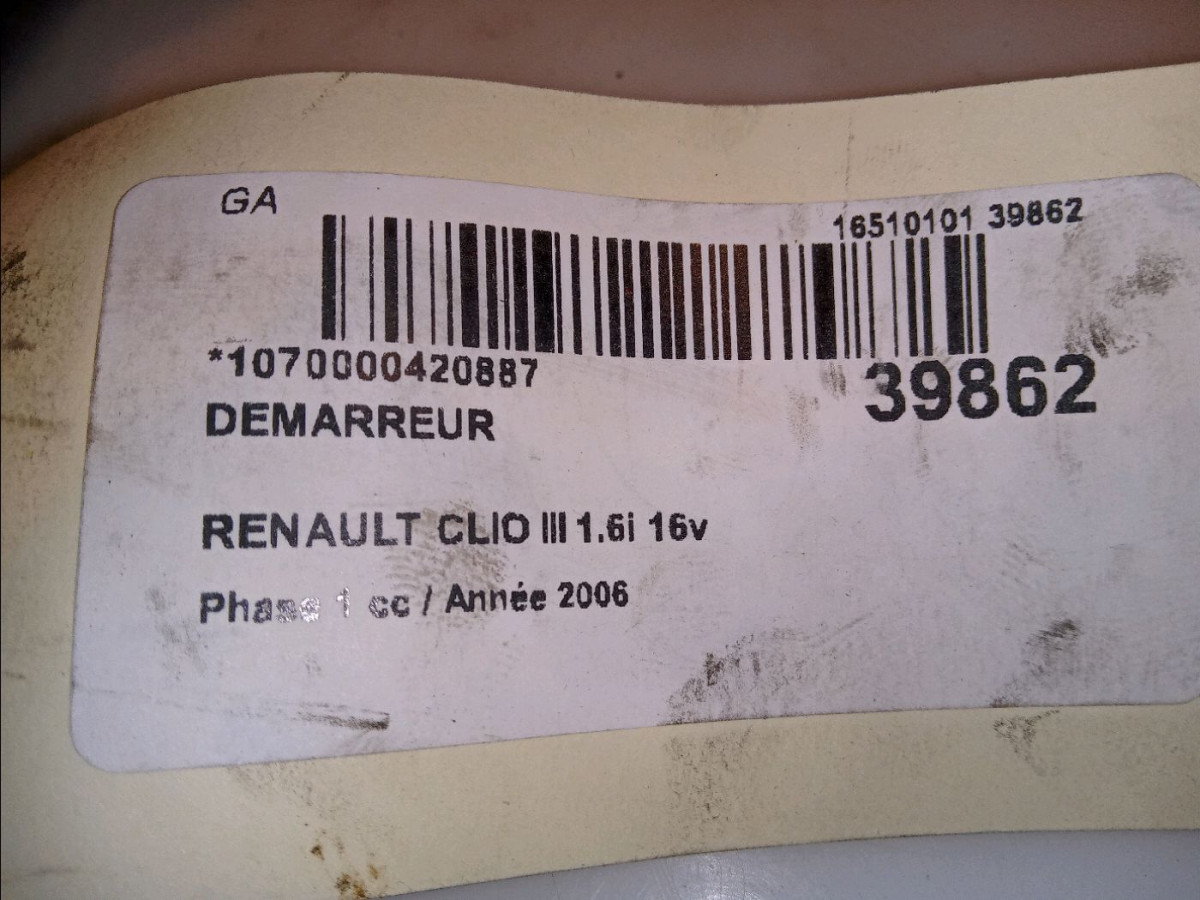 GA
16510101 39862
*1070000420887
39862
DEMARREUR
RENAULT CLIO III 1.6i 16v
Phase 1 cc / Année 2006